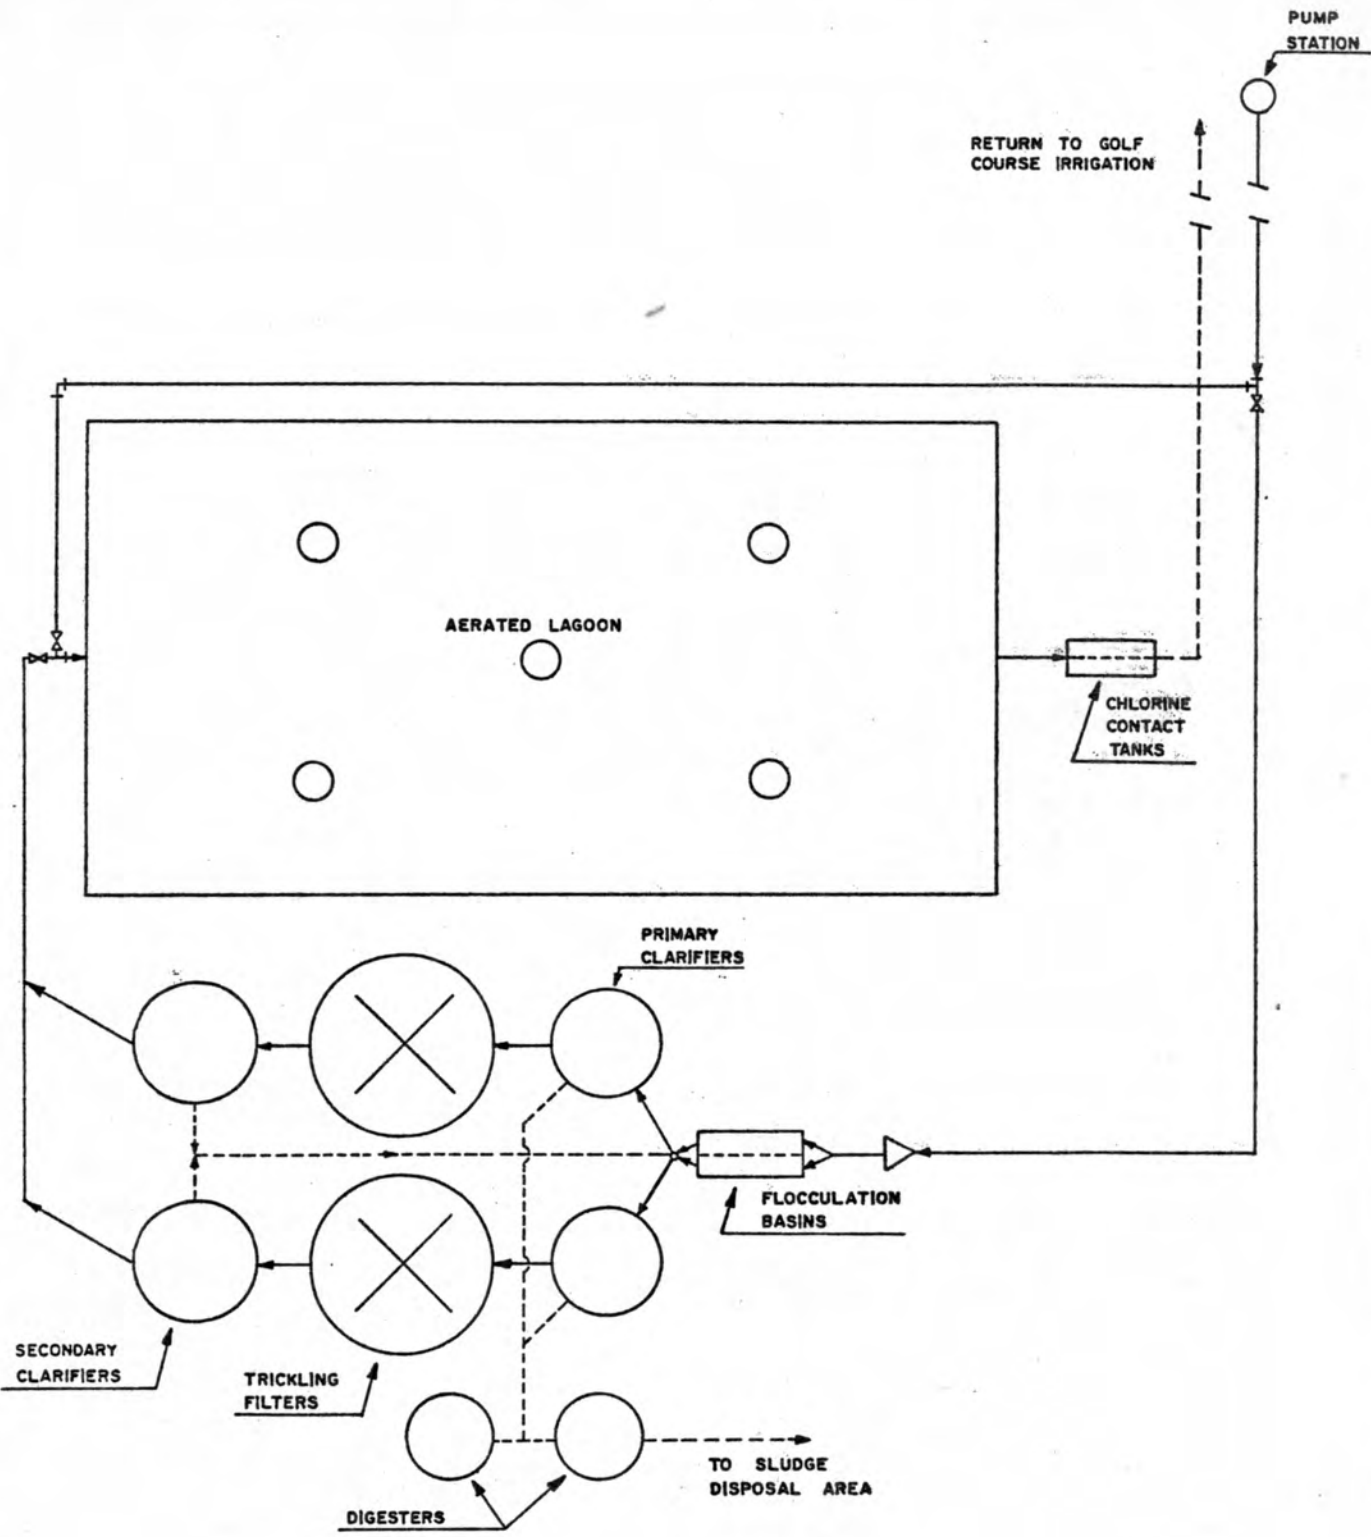 PUMP
STATION
RETURN TO GOLF
COURSE IRRIGATION
AERATED LAGOON
CHLORINE
CONTACT
TANKS
PRIMARY
CLARIFIERS
FLOCCULATION
BASINS
SECONDARY
CLARIFIERS
TRICKLING
FILTERS
TO SLUDGE
DISPOSAL AREA
DIGESTERS